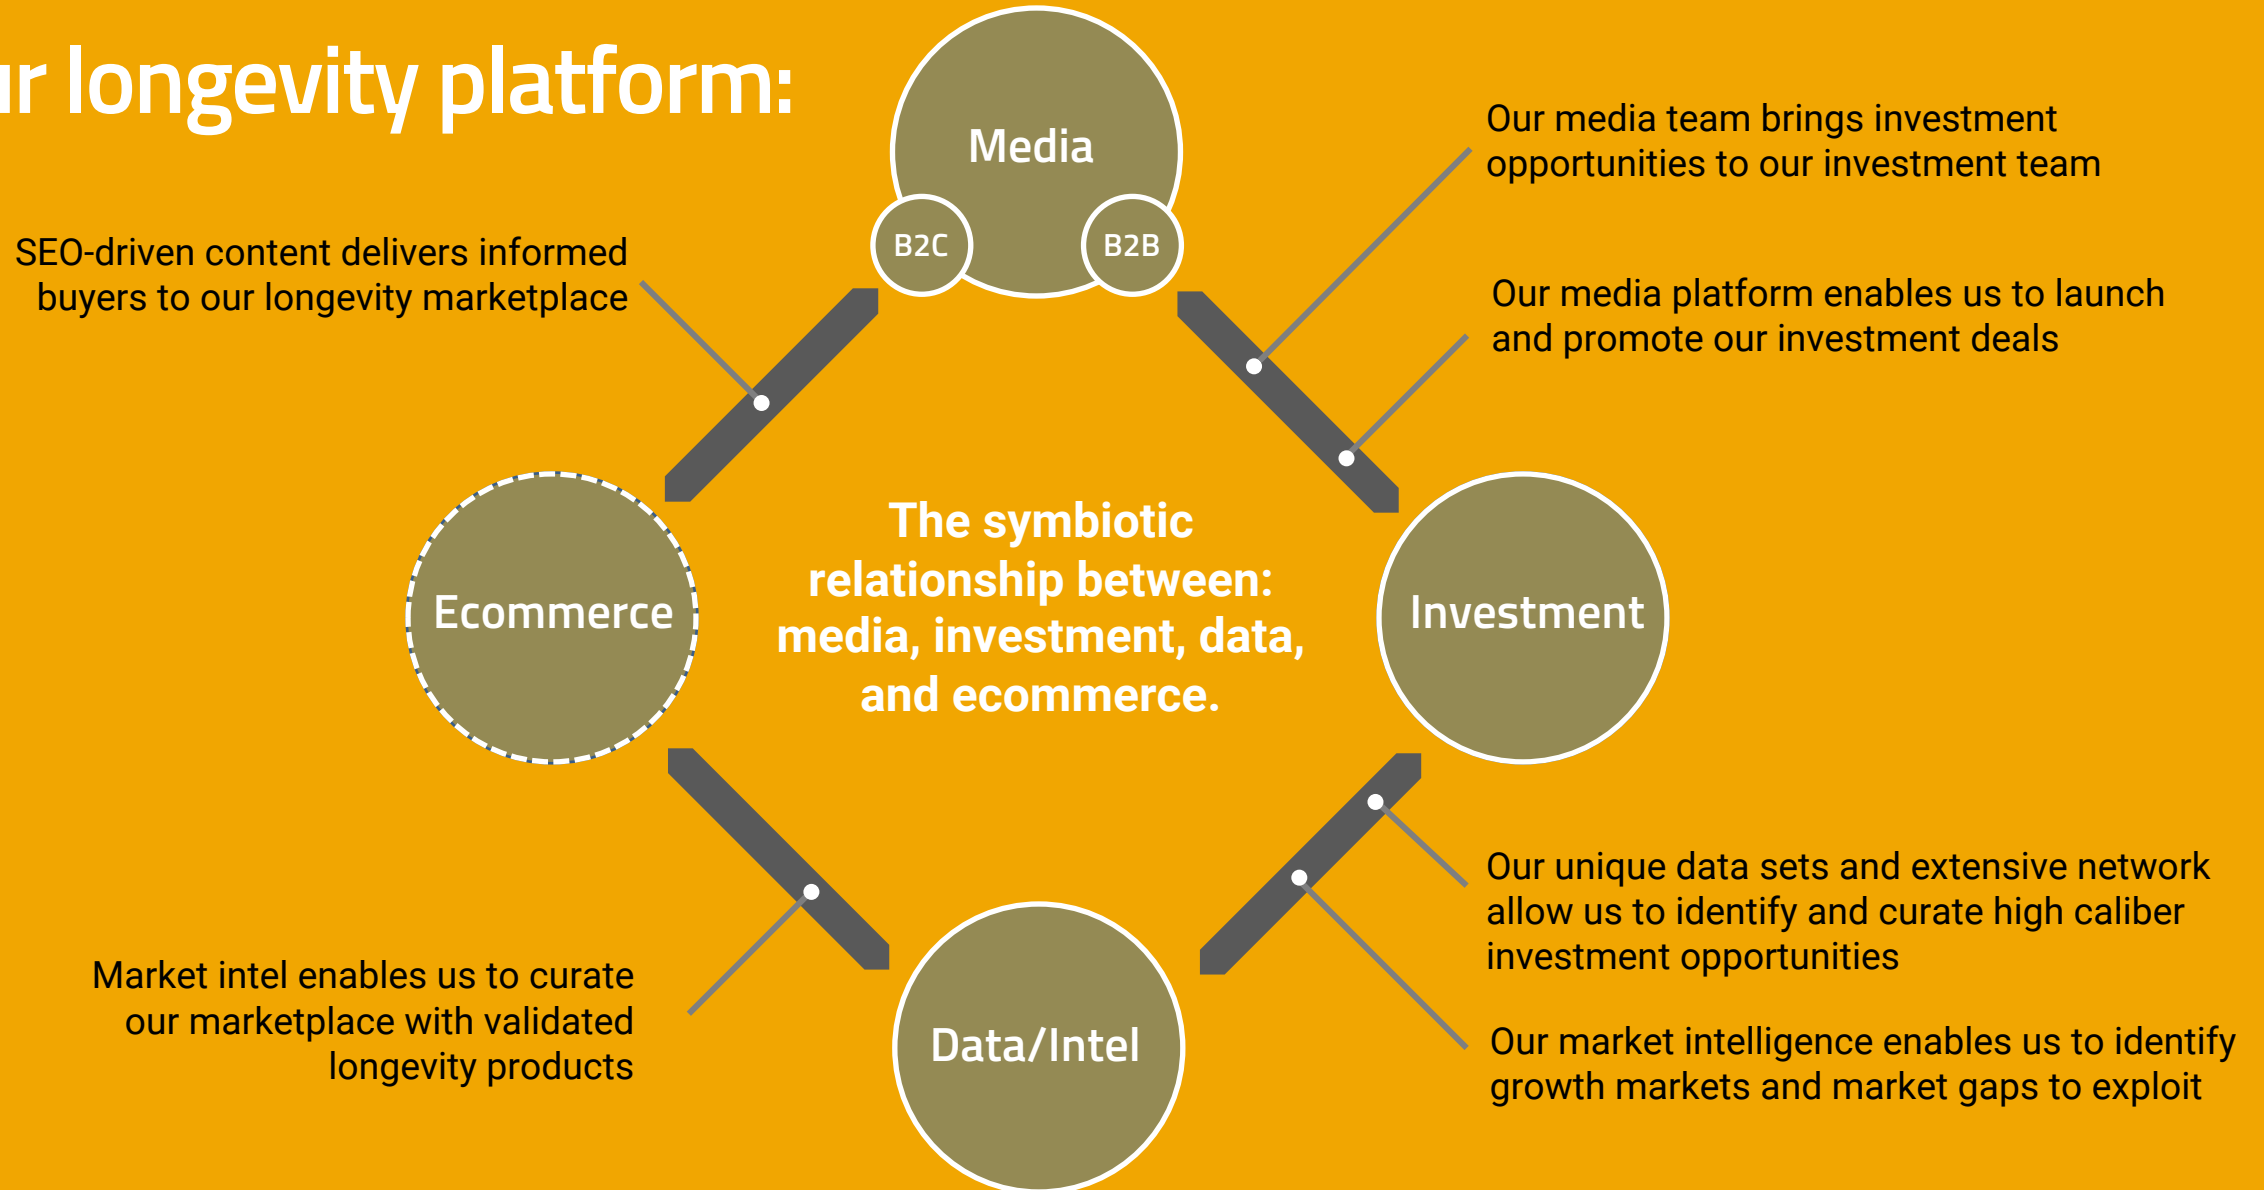 ur longevity platform:
Media
B2C
B2B
SEO-driven content delivers informed
buyers to our longevity marketplace
Our media team brings investment
opportunities to our investment team
Our media platform enables us to launch
and promote our investment deals
Ecommerce
The symbiotic
relationship between:
media, investment, data,
and ecommerce.
Investment
Market intel enables us to curate
our marketplace with validated
longevity products
Data/Intel
Our unique data sets and extensive network
allow us to identify and curate high caliber
investment opportunities
Our market intelligence enables us to identify
growth markets and market gaps to exploit